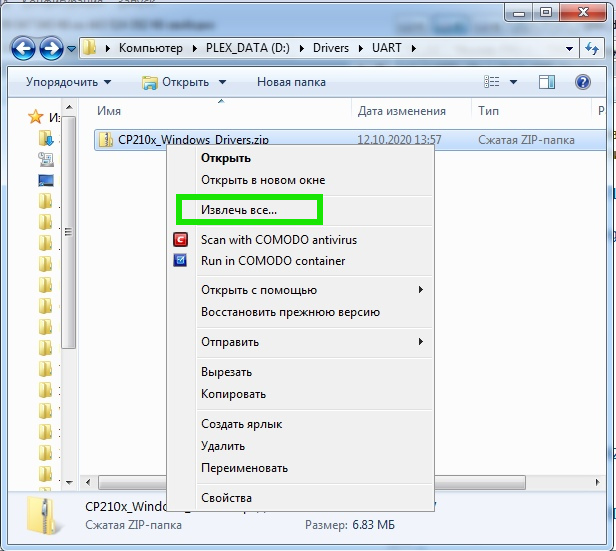 Компьютер ▸ PLEX_DATA (D:) ▸ Drivers ▸ UART ▸
Упорядочить Открыть Новая папка
Имя Дата изменения Тип
CP210x_Windows_Drivers.zip 12.10.2020 13:57 Сжатая ZIP-папка
Открыть
Открыть в новом окне
Извлечь все...
Scan with COMODO antivirus
Run in COMODO container
Открыть с помощью
Восстановить прежнюю версию
Отправить
Вырезать
Копировать
Создать ярлык
Удалить
Переименовать
Свойства
CP210x_Windo
Сжатая ZIP-папка Размер: 6.83 МБ